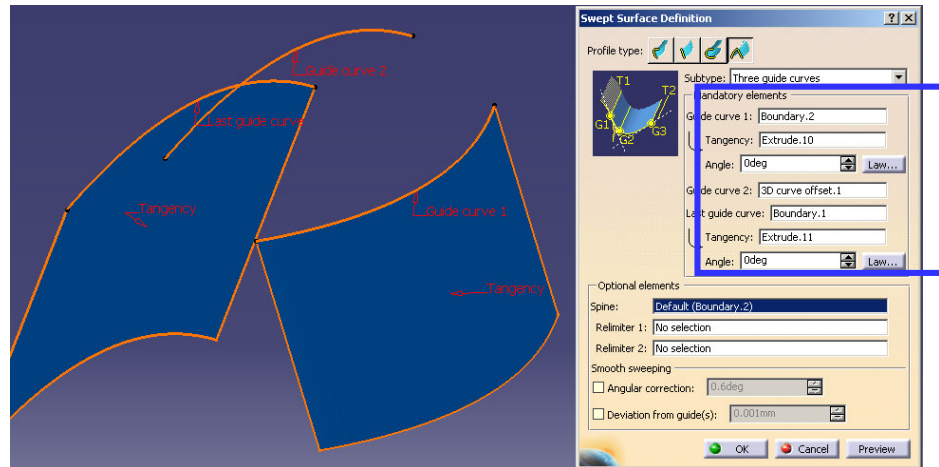 Guide curve 2
Last guide curve
Tangency
Guide curve 1
Tangency
Swept Surface Definition
Profile type:
Subtype: Three guide curves
T1
T2
G1
G2
G3
Mandatory elements
Guide curve 1: Boundary.2
Tangency: Extrude.10
Angle: 0deg Law...
Guide curve 2: 3D curve offset.1
Last guide curve: Boundary.1
Tangency: Extrude.11
Angle: 0deg Law...
Optional elements
Spine: Default (Boundary.2)
Relimiter 1: No selection
Relimiter 2: No selection
Smooth sweeping
Angular correction: 0.6deg
Deviation from guide(s): 0.001mm
OK Cancel Preview